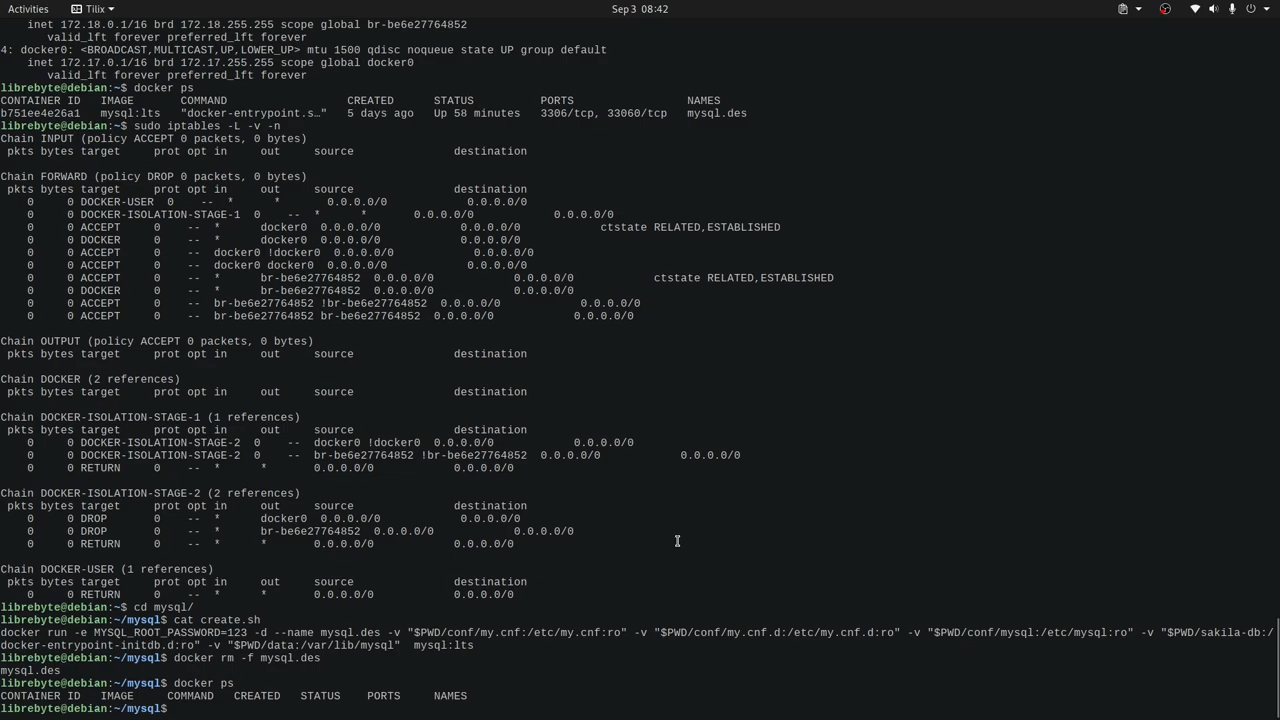 Activities Tilix Sep 3 08:42
inet 172.18.0.1/16 brd 172.18.255.255 scope global br-be6e27764852
valid_lft forever preferred_lft forever
4: docker0: <BROADCAST,MULTICAST,UP,LOWER_UP> mtu 1500 qdisc noqueue state UP group default
inet 172.17.0.1/16 brd 172.17.255.255 scope global docker0
valid_lft forever preferred_lft forever
librebyte@debian:~$ docker ps
CONTAINER ID IMAGE COMMAND CREATED STATUS PORTS NAMES
b751ee4e26a1 mysql:lts "docker-entrypoint.s…" 5 days ago Up 58 minutes 3306/tcp, 33060/tcp mysql.des
librebyte@debian:~$ sudo iptables -L -v -n
Chain INPUT (policy ACCEPT 0 packets, 0 bytes)
pkts bytes target prot opt in out source destination
Chain FORWARD (policy DROP 0 packets, 0 bytes)
pkts bytes target prot opt in out source destination
0 0 DOCKER-USER 0 -- * * 0.0.0.0/0 0.0.0.0/0
0 0 DOCKER-ISOLATION-STAGE-1 0 -- * * 0.0.0.0/0 0.0.0.0/0
0 0 ACCEPT 0 -- * docker0 0.0.0.0/0 0.0.0.0/0 ctstate RELATED,ESTABLISHED
0 0 DOCKER 0 -- * docker0 0.0.0.0/0 0.0.0.0/0
0 0 ACCEPT 0 -- docker0 !docker0 0.0.0.0/0 0.0.0.0/0
0 0 ACCEPT 0 -- docker0 docker0 0.0.0.0/0 0.0.0.0/0
0 0 ACCEPT 0 -- * br-be6e27764852 0.0.0.0/0 0.0.0.0/0 ctstate RELATED,ESTABLISHED
0 0 DOCKER 0 -- * br-be6e27764852 0.0.0.0/0 0.0.0.0/0
0 0 ACCEPT 0 -- br-be6e27764852 !br-be6e27764852 0.0.0.0/0 0.0.0.0/0
0 0 ACCEPT 0 -- br-be6e27764852 br-be6e27764852 0.0.0.0/0 0.0.0.0/0
Chain OUTPUT (policy ACCEPT 0 packets, 0 bytes)
pkts bytes target prot opt in out source destination
Chain DOCKER (2 references)
pkts bytes target prot opt in out source destination
Chain DOCKER-ISOLATION-STAGE-1 (1 references)
pkts bytes target prot opt in out source destination
0 0 DOCKER-ISOLATION-STAGE-2 0 -- docker0 !docker0 0.0.0.0/0 0.0.0.0/0
0 0 DOCKER-ISOLATION-STAGE-2 0 -- br-be6e27764852 !br-be6e27764852 0.0.0.0/0 0.0.0.0/0
0 0 RETURN 0 -- * * 0.0.0.0/0 0.0.0.0/0
Chain DOCKER-ISOLATION-STAGE-2 (2 references)
pkts bytes target prot opt in out source destination
0 0 DROP 0 -- * docker0 0.0.0.0/0 0.0.0.0/0
0 0 DROP 0 -- * br-be6e27764852 0.0.0.0/0 0.0.0.0/0
0 0 RETURN 0 -- * * 0.0.0.0/0 0.0.0.0/0
Chain DOCKER-USER (1 references)
pkts bytes target prot opt in out source destination
0 0 RETURN 0 -- * * 0.0.0.0/0 0.0.0.0/0
librebyte@debian:~$ cd mysql/
librebyte@debian:~/mysql$ cat create.sh
docker run -e MYSQL_ROOT_PASSWORD=123 -d --name mysql.des -v "$PWD/conf/my.cnf:/etc/my.cnf:ro" -v "$PWD/conf/my.cnf.d:/etc/my.cnf.d:ro" -v "$PWD/conf/mysql:/etc/mysql:ro" -v "$PWD/sakila-db:/
docker-entrypoint-initdb.d:ro" -v "$PWD/data:/var/lib/mysql" mysql:lts
librebyte@debian:~/mysql$ docker rm -f mysql.des
mysql.des
librebyte@debian:~/mysql$ docker ps
CONTAINER ID IMAGE COMMAND CREATED STATUS PORTS NAMES
librebyte@debian:~/mysql$